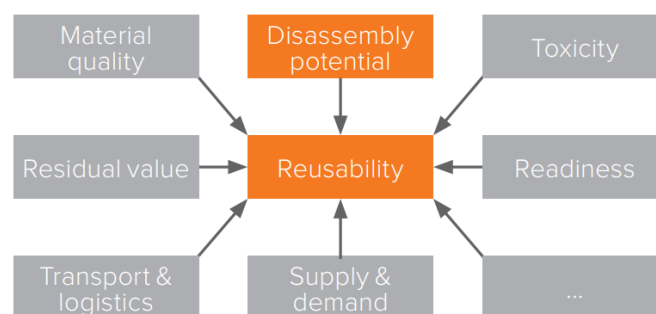 Material
quality
Disassembly
potential
Toxicity
Residual value
Reusability
Readiness
Transport &
logistics
Supply &
demand
...